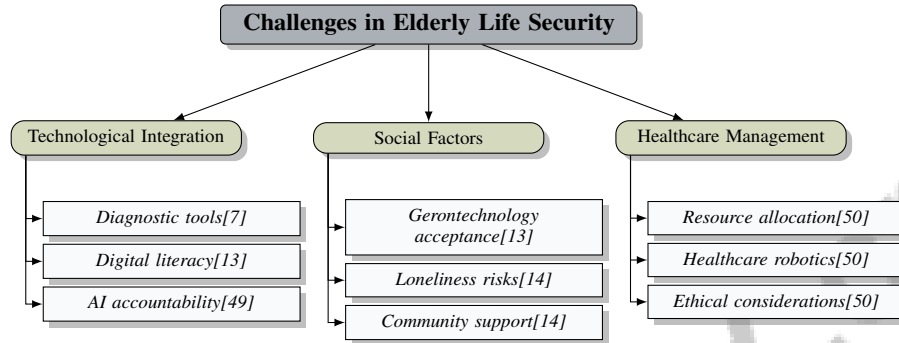 Challenges in Elderly Life Security
Technological Integration
Diagnostic tools[7]
Digital literacy[13]
AI accountability[49]
Social Factors
Gerontechnology
acceptance[13]
Loneliness risks[14]
Community support[14]
Healthcare Management
Resource allocation[50]
Healthcare robotics[50]
Ethical considerations[50]